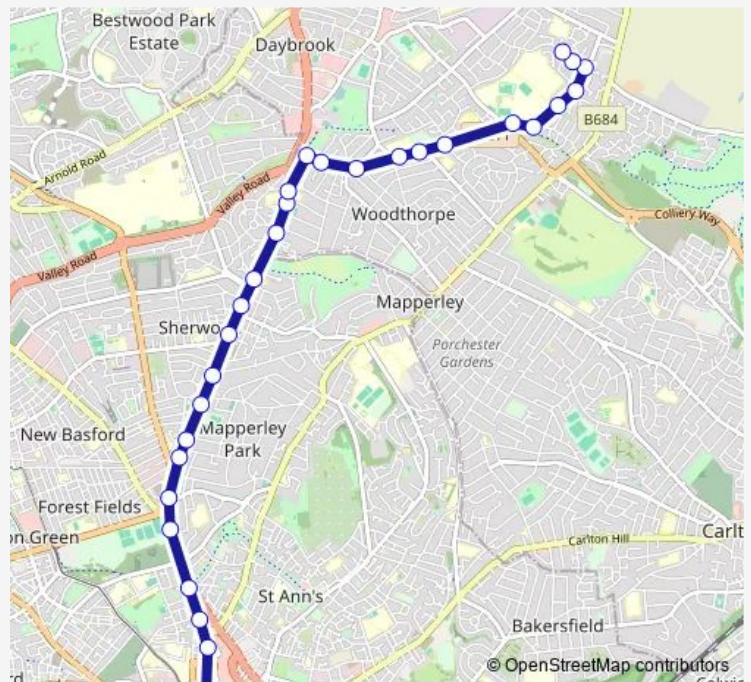 Bestwood Park
Estate
Daybrook
B684
Arnold Road
Valley Road
Woodthorpe
Colliery Way
Valley Road
Mapperley
Sherwo
Porchester
Gardens
New Basford
Mapperley
Park
Forest Fields
on Green
Carlt
Carlton Hill
St Ann's
Bakersfield
© OpenStreetMap contributors